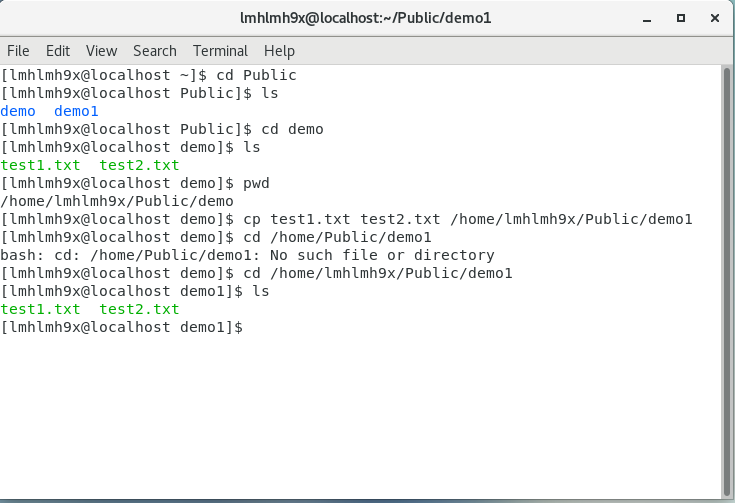 lmhlmh9x@localhost:~/Public/demo1
File Edit View Search Terminal Help
[lmhlmh9x@localhost ~]$ cd Public
[lmhlmh9x@localhost Public]$ ls
demo  demo1
[lmhlmh9x@localhost Public]$ cd demo
[lmhlmh9x@localhost demo]$ ls
test1.txt  test2.txt
[lmhlmh9x@localhost demo]$ pwd
/home/lmhlmh9x/Public/demo
[lmhlmh9x@localhost demo]$ cp test1.txt test2.txt /home/lmhlmh9x/Public/demo1
[lmhlmh9x@localhost demo]$ cd /home/Public/demo1
bash: cd: /home/Public/demo1: No such file or directory
[lmhlmh9x@localhost demo]$ cd /home/lmhlmh9x/Public/demo1
[lmhlmh9x@localhost demo1]$ ls
test1.txt  test2.txt
[lmhlmh9x@localhost demo1]$